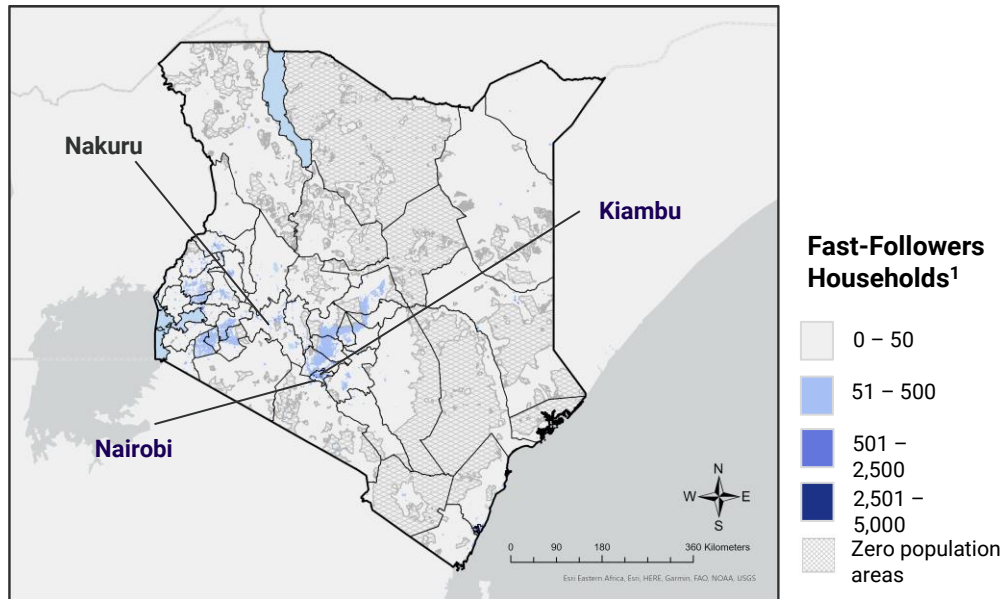 Nakuru
Kiambu
Nairobi
N
W E
S
0 90 180 360 Kilometers
Esri Eastern Africa, Esri, HERE, Garmin, FAO, NOAA, USGS
Fast-Followers
Households¹
0 – 50
51 – 500
501 –
2,500
2,501 –
5,000
Zero population
areas